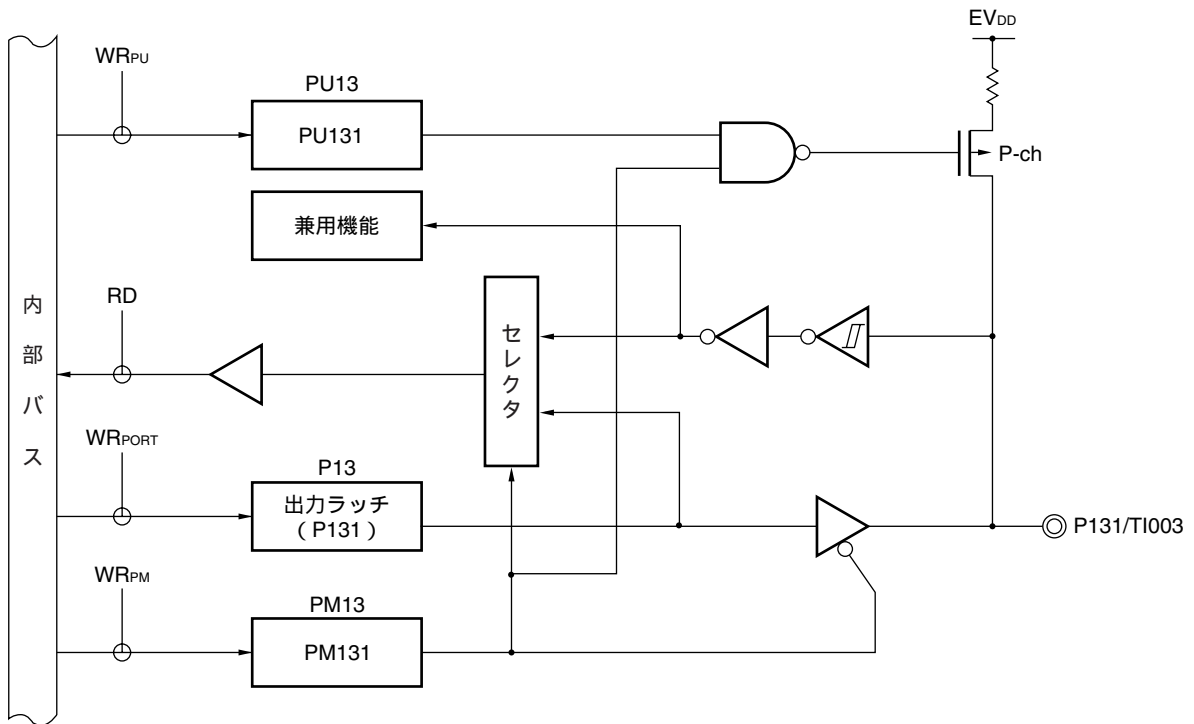 EVDD
WRPU
PU13
PU131
P-ch
兼用機能
RD
内部バス
セレクタ
WRPORT
P13
出力ラッチ
(P131)
P131/TI003
WRPM
PM13
PM131